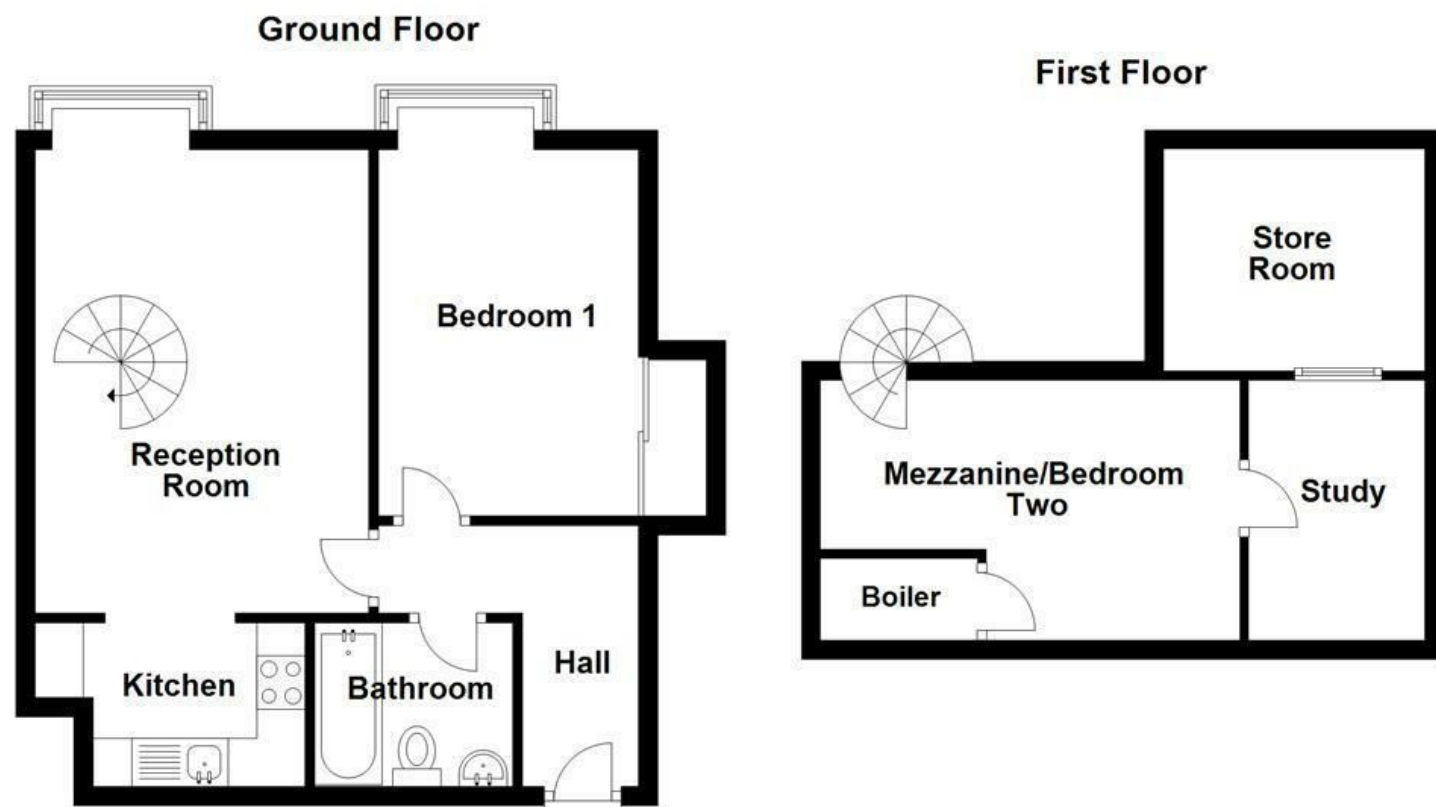 Ground Floor
First Floor
Bedroom 1
Reception
Room
Kitchen
Bathroom
Hall
Store
Room
Mezzanine/Bedroom
Two
Study
Boiler